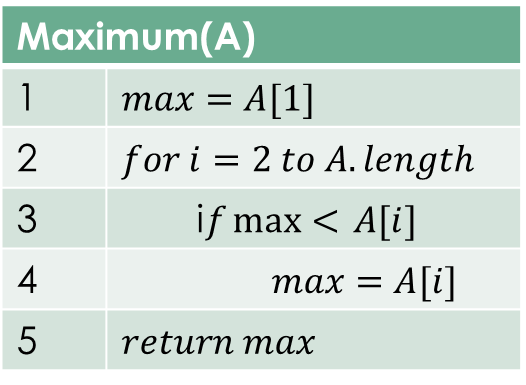 Maximum(A)
1 max = A[1]
2 for i = 2 to A.length
3 if max < A[i]
4 max = A[i]
5 return max